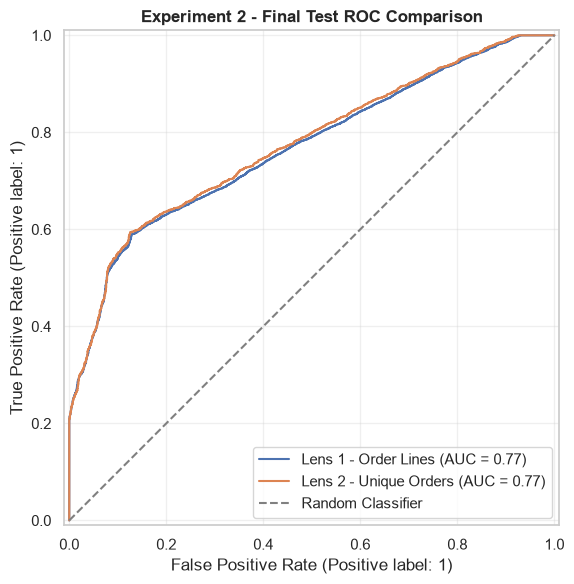 Experiment 2 - Final Test ROC Comparison
True Positive Rate (Positive label: 1)
1.0
0.8
0.6
0.4
0.2
0.0
Lens 1 - Order Lines (AUC = 0.77)
Lens 2 - Unique Orders (AUC = 0.77)
Random Classifier
0.0 0.2 0.4 0.6 0.8 1.0
False Positive Rate (Positive label: 1)